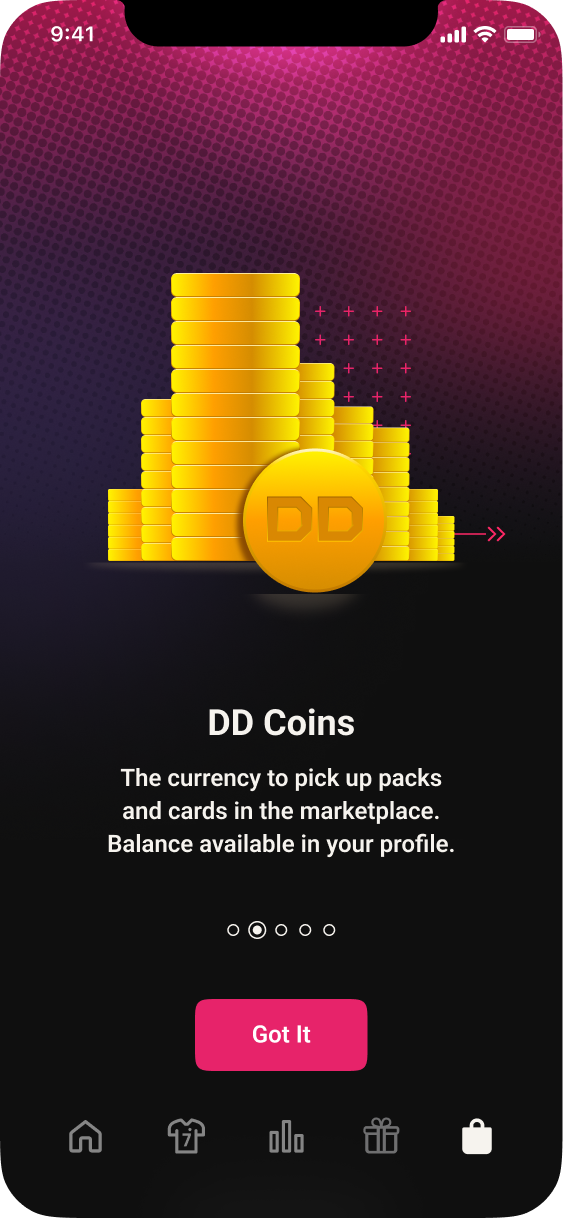 9:41
DD
DD Coins
The currency to pick up packs
and cards in the marketplace.
Balance available in your profile.
Got It
7